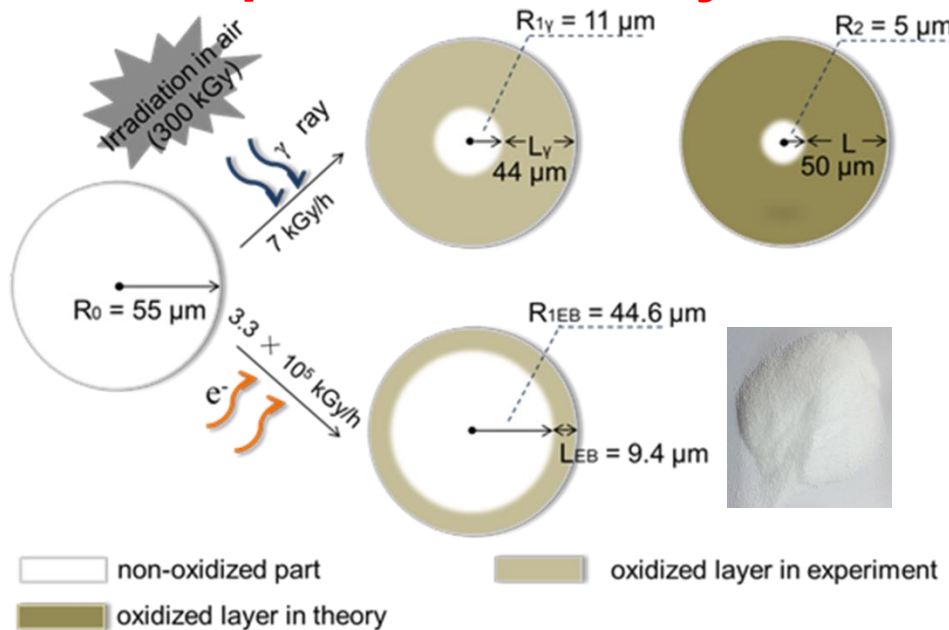 Irradiation in air
(300 kGy)
γ ray
7 kGy/h
R1γ = 11 μm
Lγ
44 μm
R2 = 5 μm
L
50 μm
R0 = 55 μm
3.3 × 10⁵ kGy/h
e⁻
R1EB = 44.6 μm
LEB = 9.4 μm
non-oxidized part
oxidized layer in experiment
oxidized layer in theory